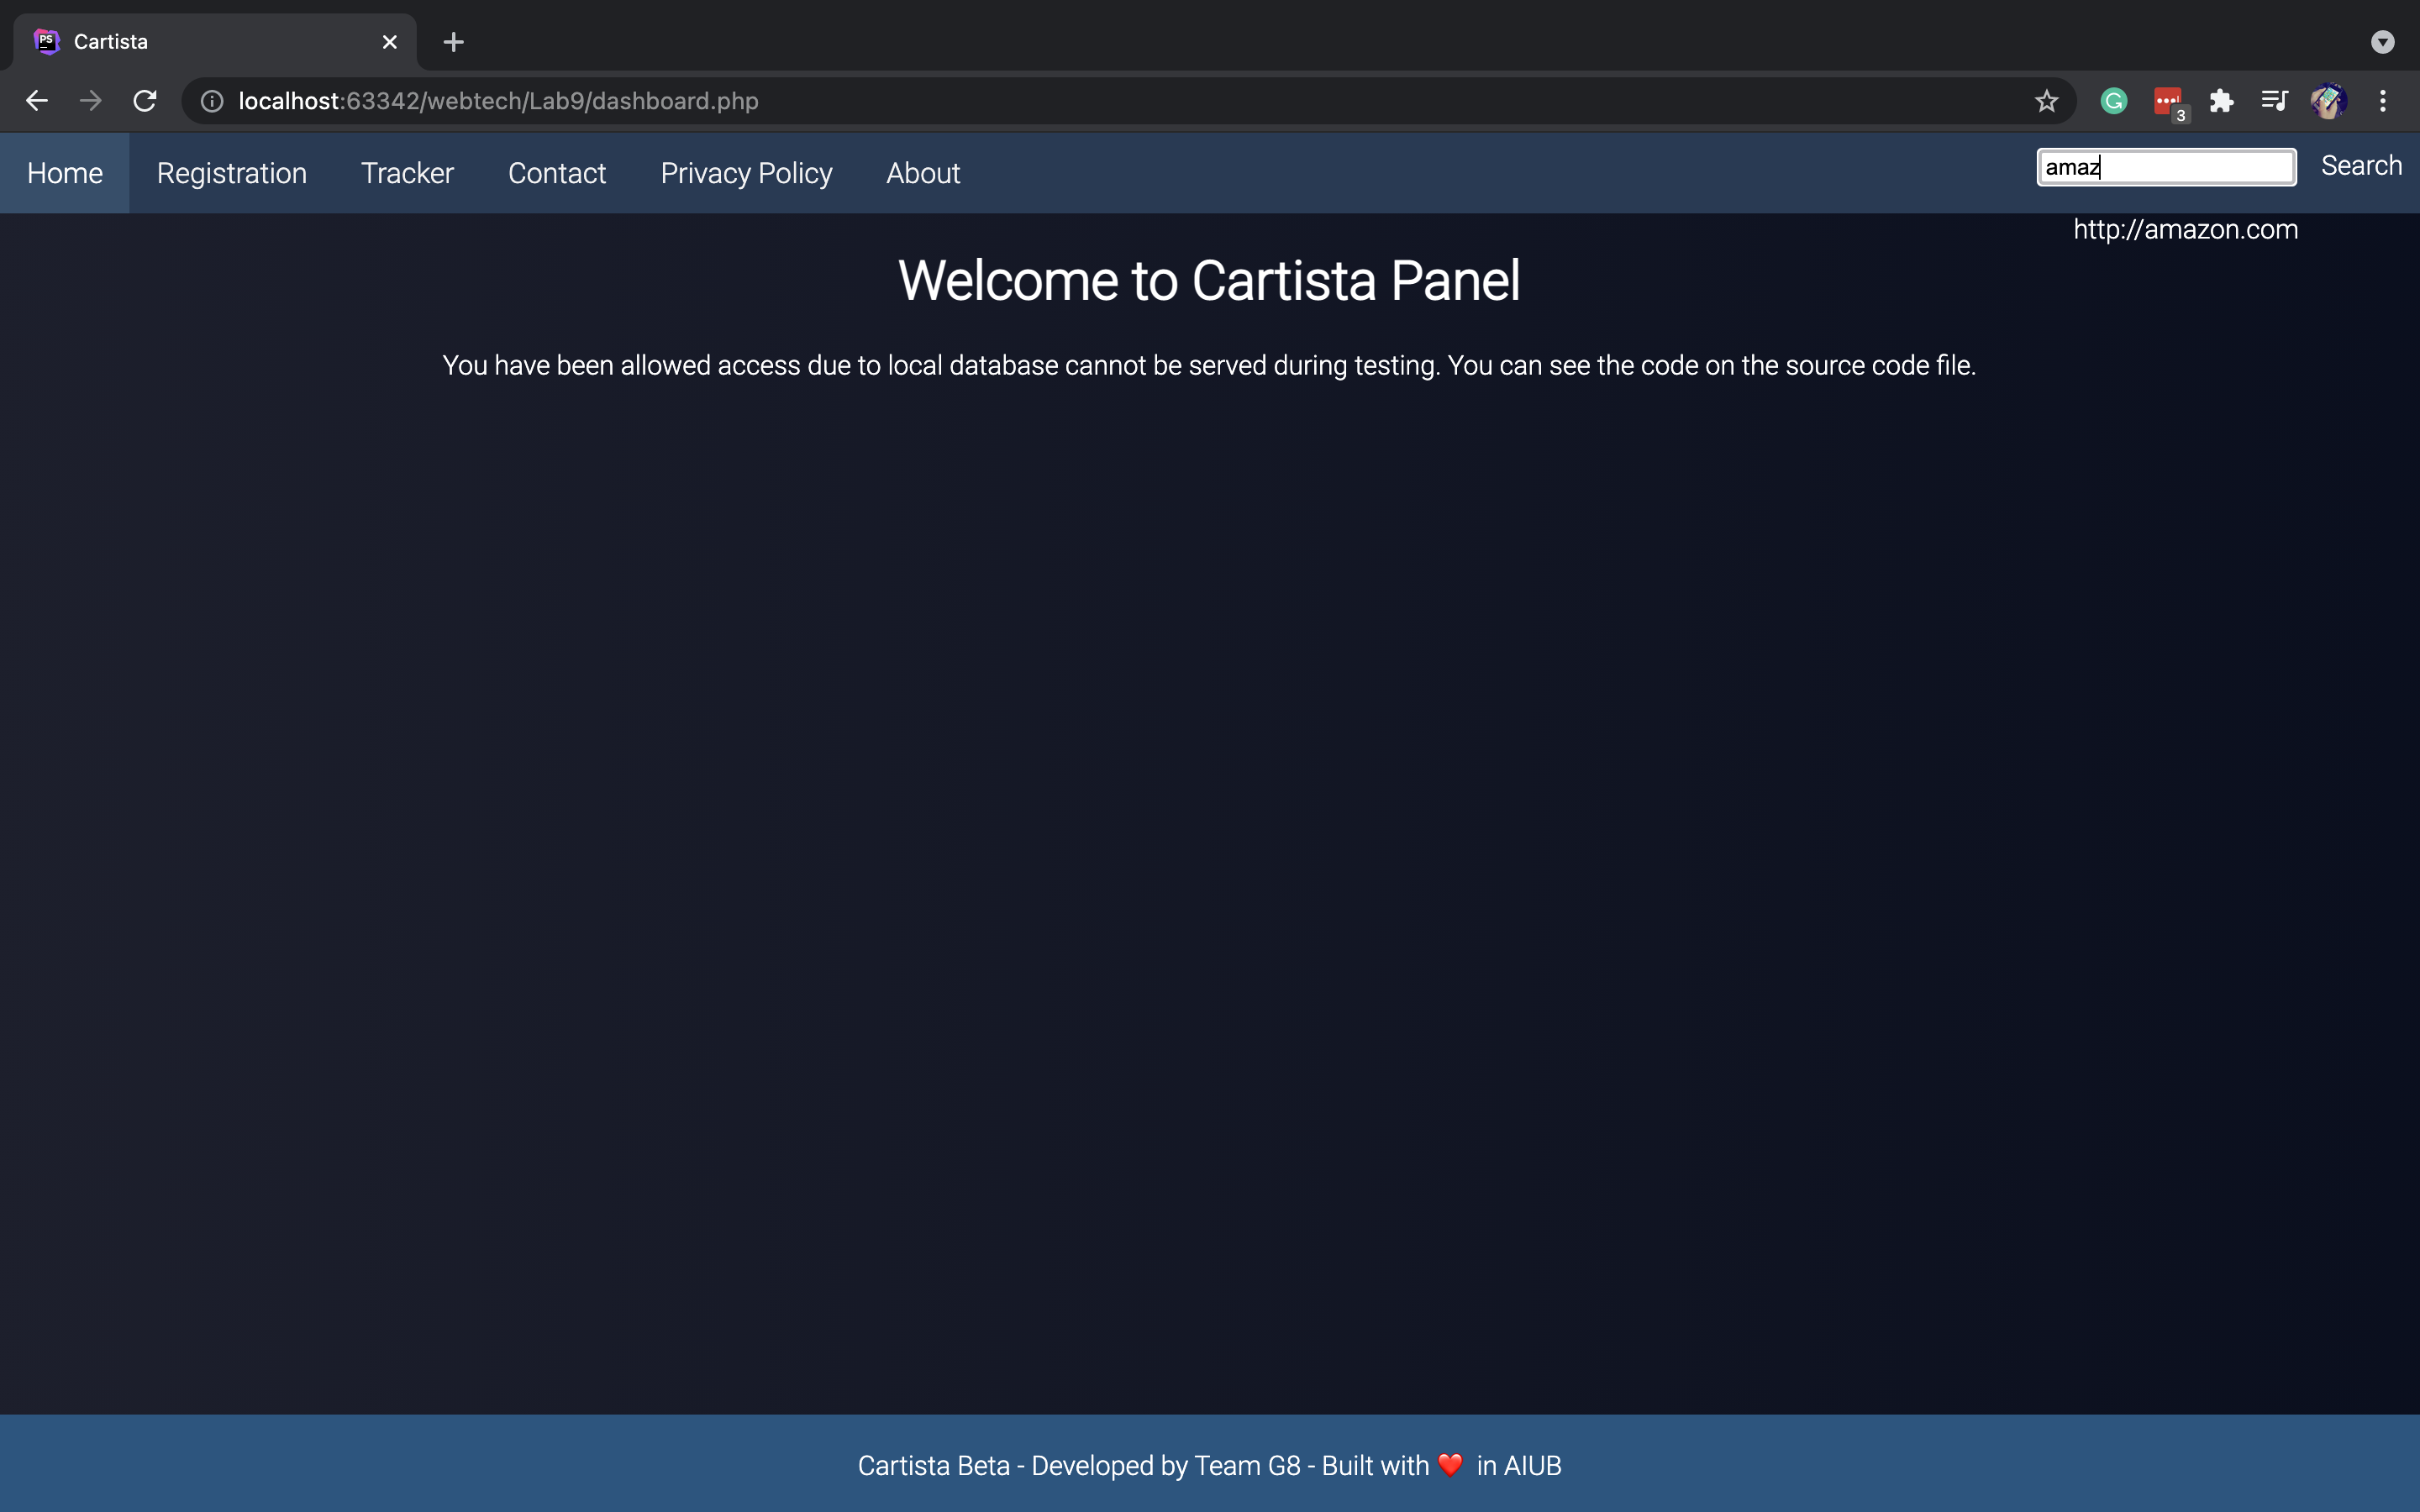 PS Cartista
localhost:63342/webtech/Lab9/dashboard.php
3
Home Registration Tracker Contact Privacy Policy About amaz Search
http://amazon.com
Welcome to Cartista Panel
You have been allowed access due to local database cannot be served during testing. You can see the code on the source code file.
Cartista Beta - Developed by Team G8 - Built with ❤️ in AIUB